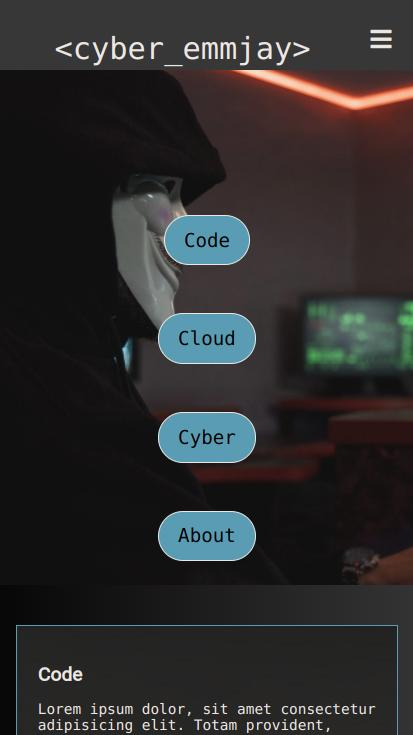 <cyber_emmjay>
Code
Cloud
Cyber
About
Code
Lorem ipsum dolor, sit amet consectetur
adipisicing elit. Totam provident,